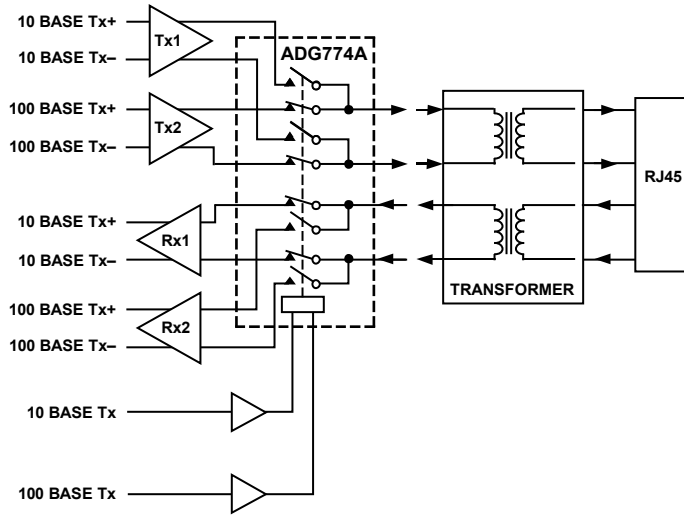 10 BASE Tx+
Tx1
10 BASE Tx–
ADG774A
100 BASE Tx+
Tx2
100 BASE Tx–
RJ45
10 BASE Tx+
Rx1
10 BASE Tx–
TRANSFORMER
100 BASE Tx+
Rx2
100 BASE Tx–
10 BASE Tx
100 BASE Tx